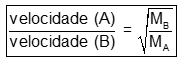 velocidade (A) / velocidade (B) = √(M_B / M_A)